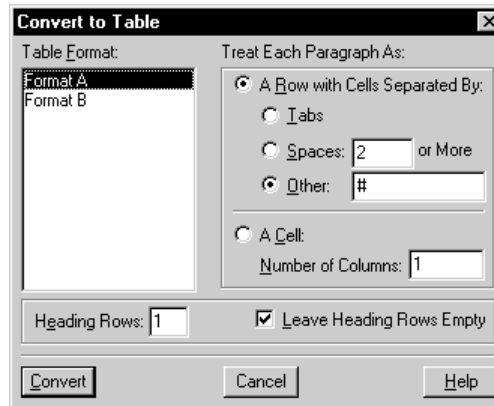 Convert to Table
Table Format:
Format A
Format B
Treat Each Paragraph As:
A Row with Cells Separated By:
Tabs
Spaces: 2 or More
Other: #
A Cell:
Number of Columns: 1
Heading Rows: 1
Leave Heading Rows Empty
Convert Cancel Help